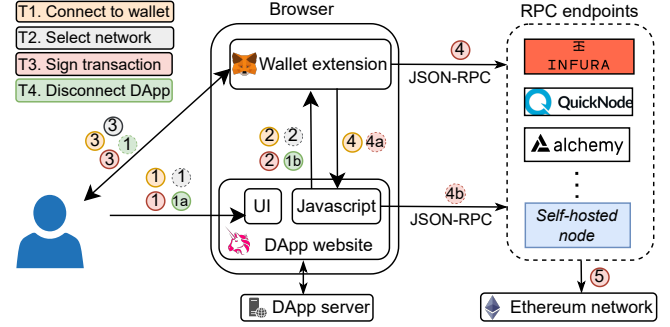 T1. Connect to wallet
T2. Select network
T3. Sign transaction
T4. Disconnect DApp
Browser
RPC endpoints
Wallet extension
4
JSON-RPC
INFURA
QuickNode
alchemy
Self-hosted
node
3
3 1
3
1 1
1 1a
2 2
2 1b
4 4a
UI
Javascript
DApp website
4b
JSON-RPC
5
DApp server
Ethereum network